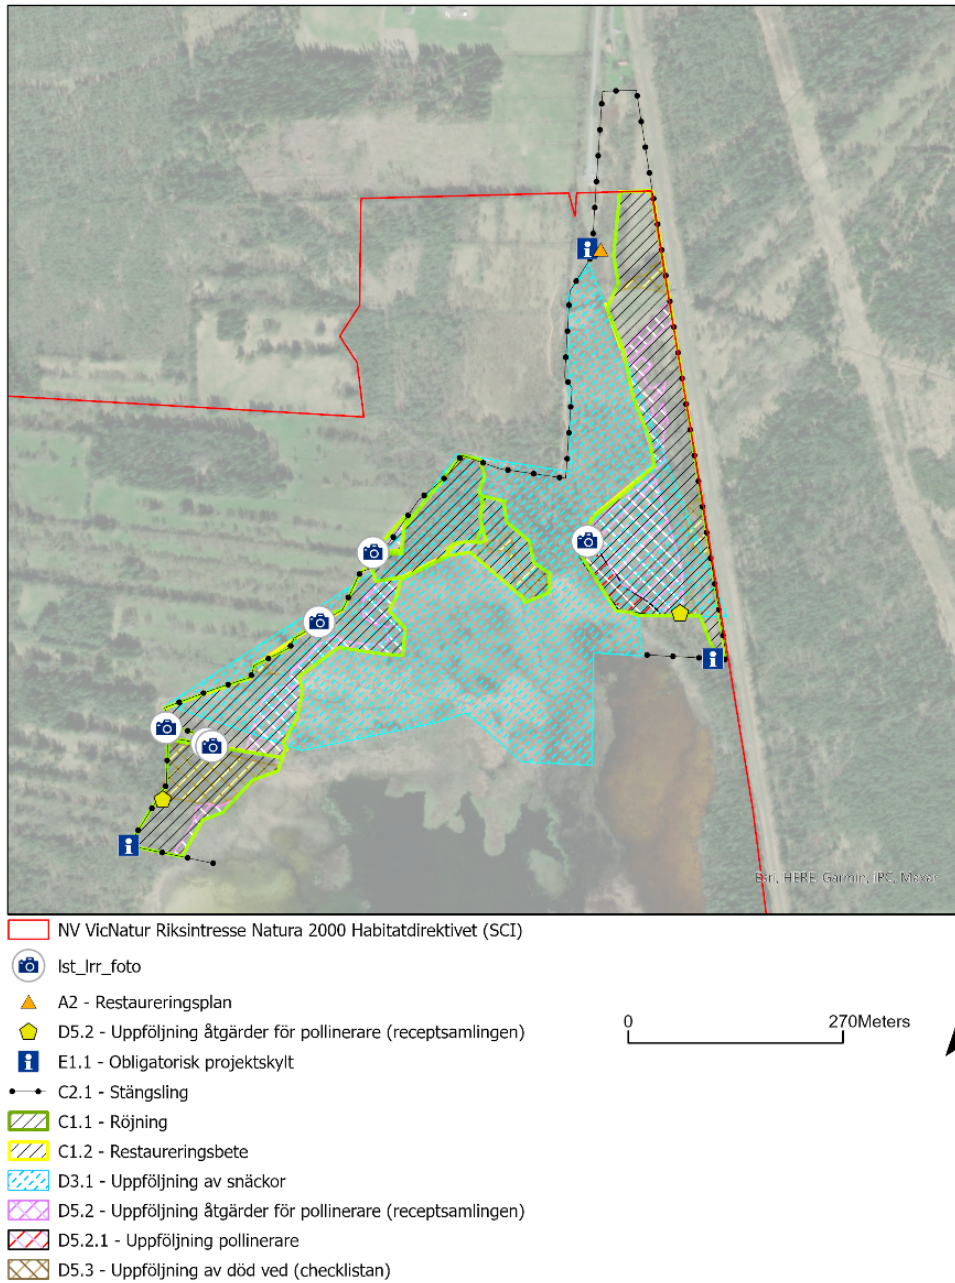 Esri, HERE, Garmin, iPC, Maxar
NV VicNatur Riksintresse Natura 2000 Habitatdirektivet (SCI)
lst_lrr_foto
A2 - Restaureringsplan
D5.2 - Uppföljning åtgärder för pollinerare (receptsamlingen)
E1.1 - Obligatorisk projektskylt
C2.1 - Stängsling
C1.1 - Röjning
C1.2 - Restaureringsbete
D3.1 - Uppföljning av snäckor
D5.2 - Uppföljning åtgärder för pollinerare (receptsamlingen)
D5.2.1 - Uppföljning pollinerare
D5.3 - Uppföljning av död ved (checklistan)
0 270Meters